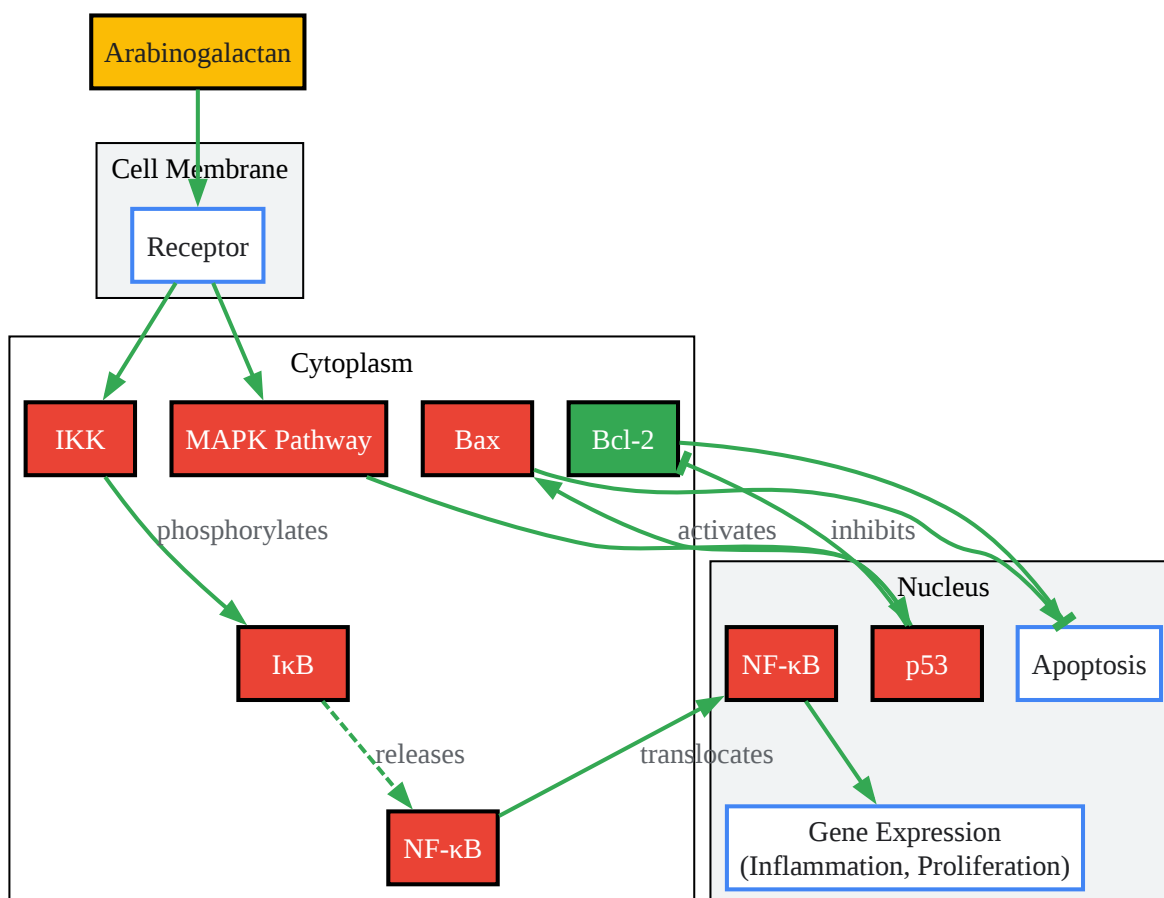 Arabinogalactan
Cell Membrane
Receptor
Cytoplasm
IKK
MAPK Pathway
Bax
Bcl-2
phosphorylates
activates
inhibits
Nucleus
IκB
NF-κB
p53
Apoptosis
releases
translocates
NF-κB
Gene Expression
(Inflammation, Proliferation)